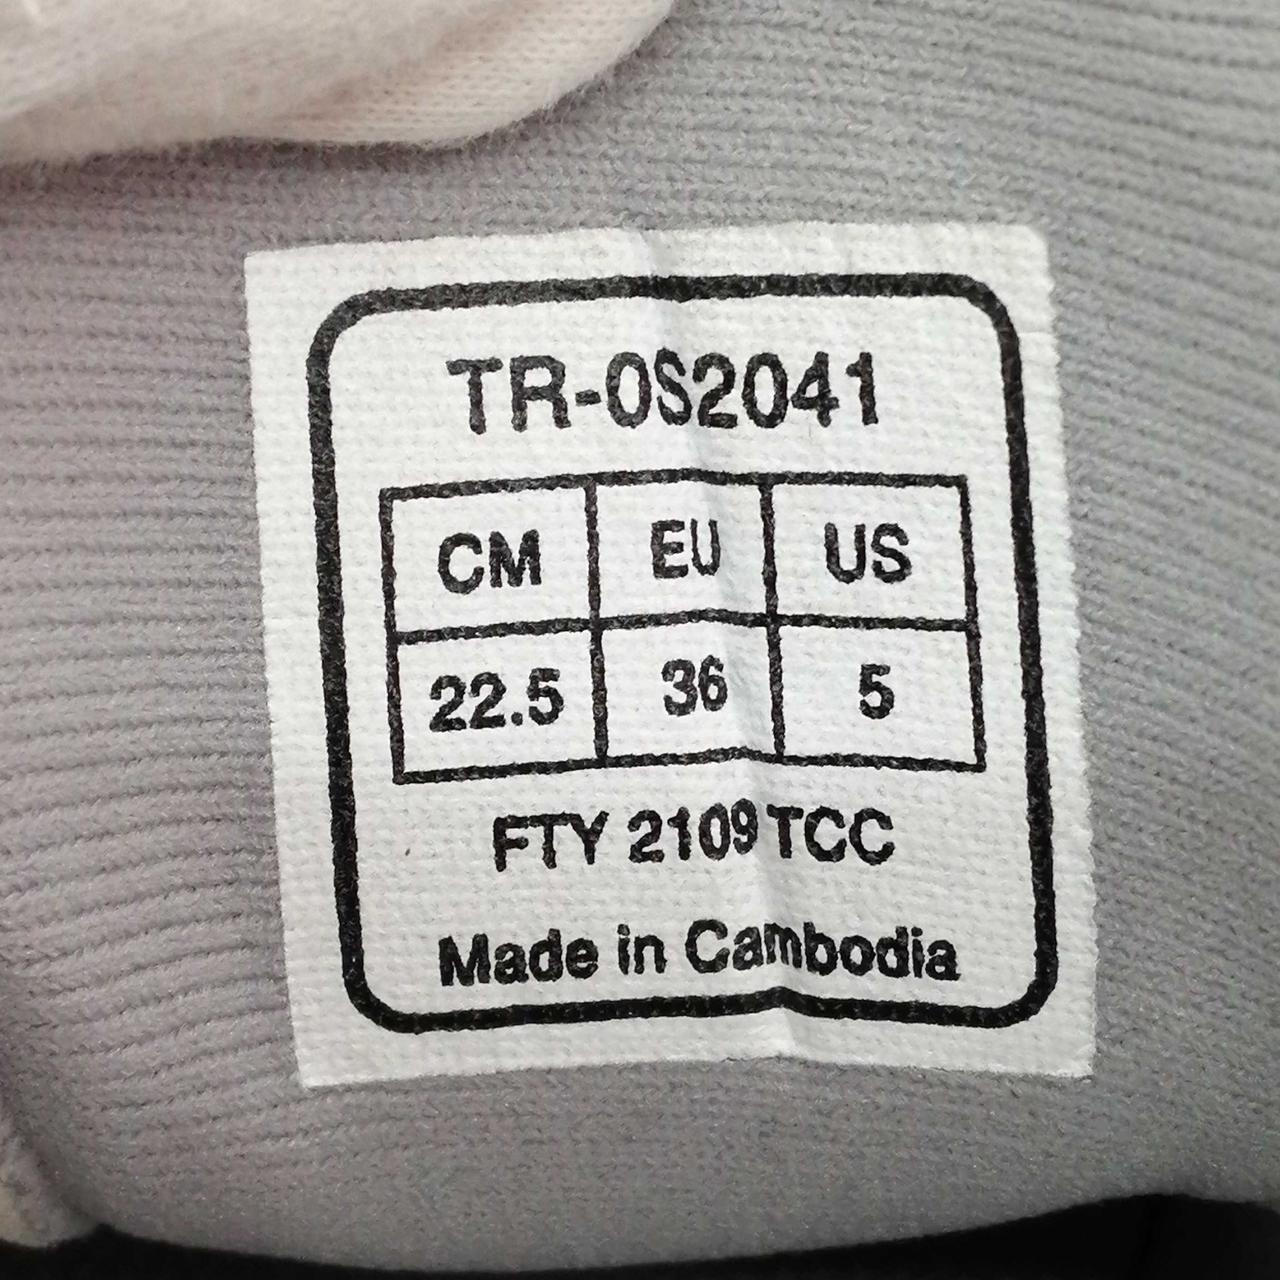 TR-0S2041
CM EU US
22.5 36 5
FTY 2109 TCC
Made in Cambodia